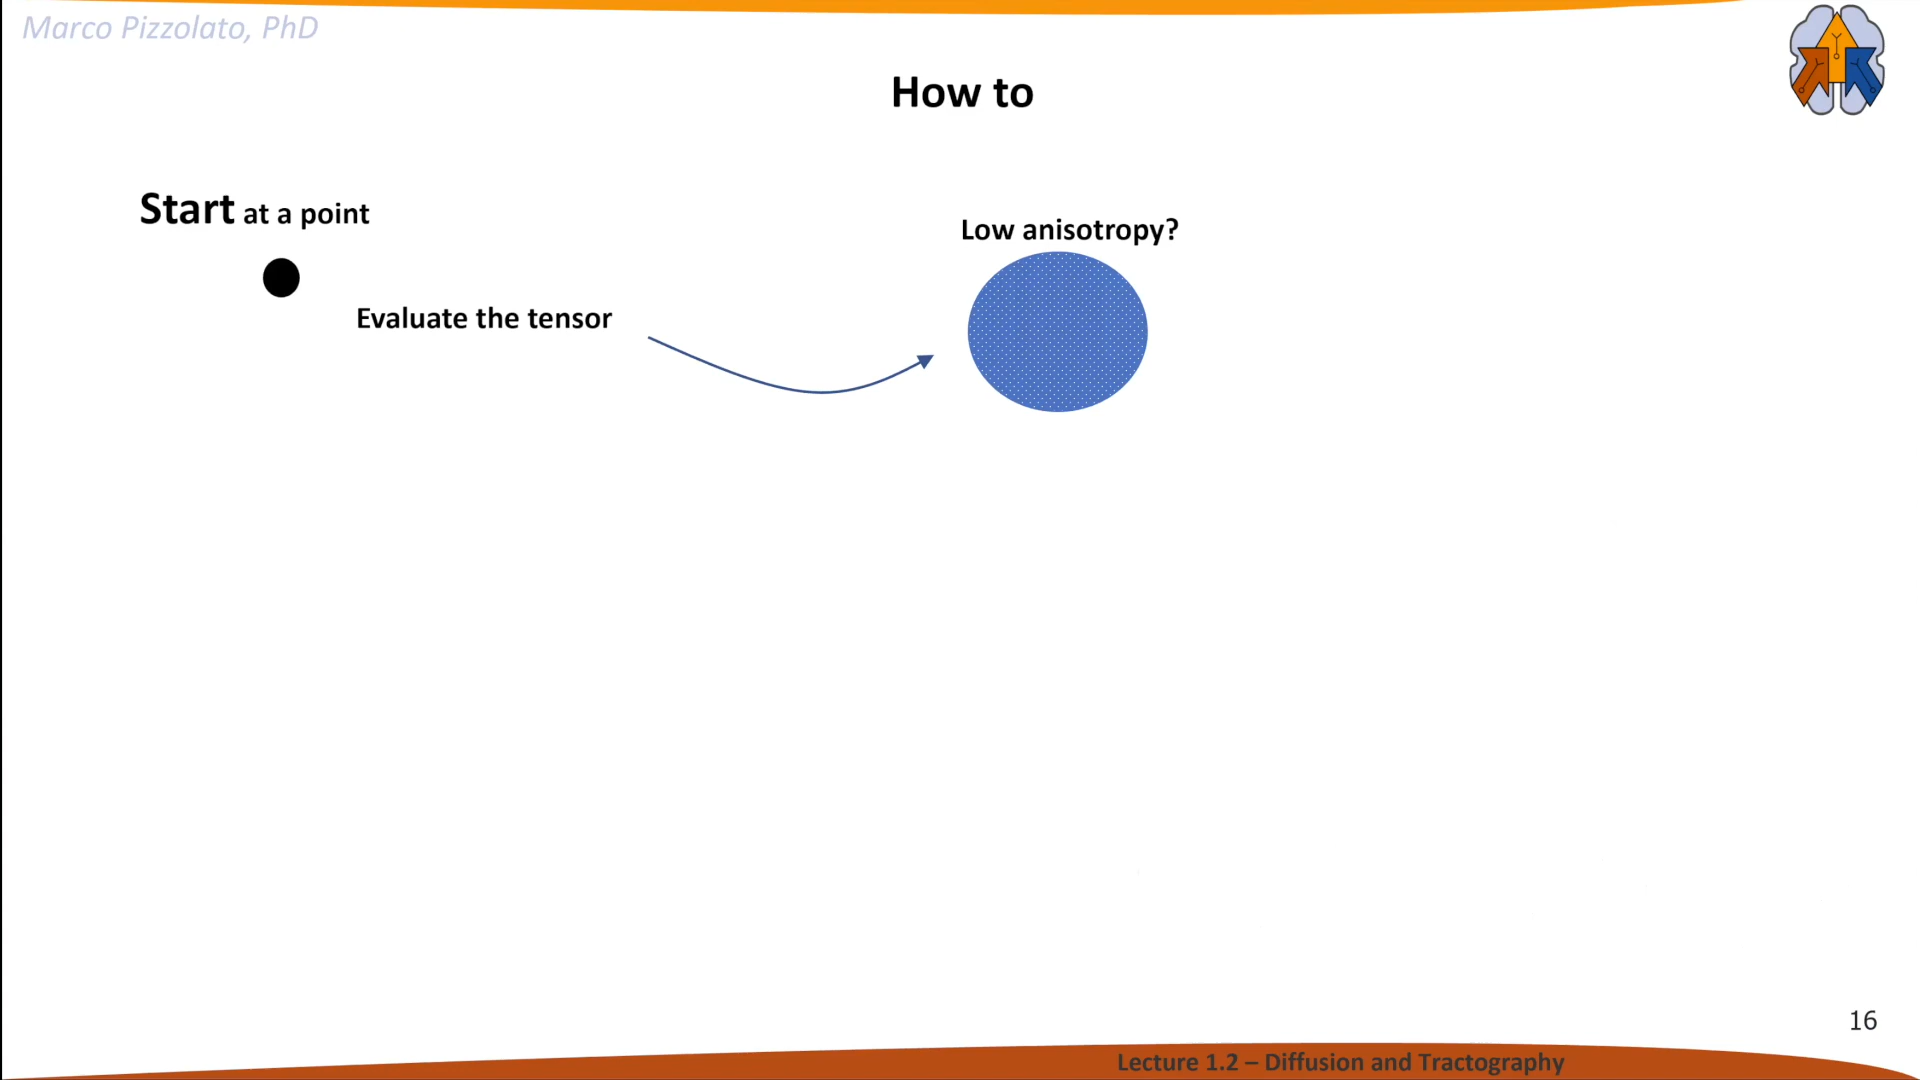 Marco Pizzolato, PhD
How to
Start at a point
Low anisotropy?
Evaluate the tensor
16
Lecture 1.2 – Diffusion and Tractography